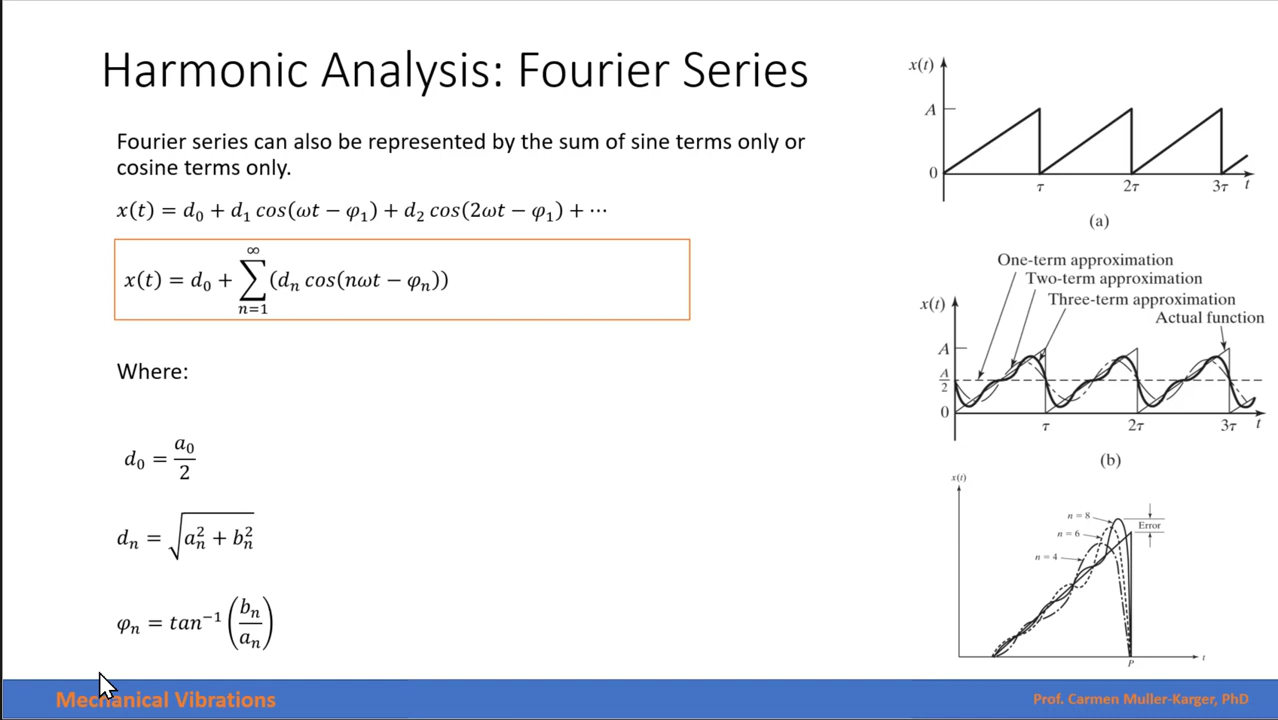 Harmonic Analysis: Fourier Series
Fourier series can also be represented by the sum of sine terms only or
cosine terms only.
x(t) = d₀ + d₁ cos(ωt − φ₁) + d₂ cos(2ωt − φ₁) + ⋯
x(t) = d₀ + ∑_{n=1}^{∞} (dₙ cos(nωt − φₙ))
Where:
d₀ = a₀/2
dₙ = √(aₙ² + bₙ²)
φₙ = tan⁻¹(bₙ/aₙ)
x(t)
A
0
τ 2τ 3τ t
(a)
One-term approximation
Two-term approximation
Three-term approximation
Actual function
x(t)
A
A/2
0
τ 2τ 3τ t
(b)
x(t)
n = 8
Error
n = 6
n = 4
P t
Mechanical Vibrations
Prof. Carmen Muller-Karger, PhD